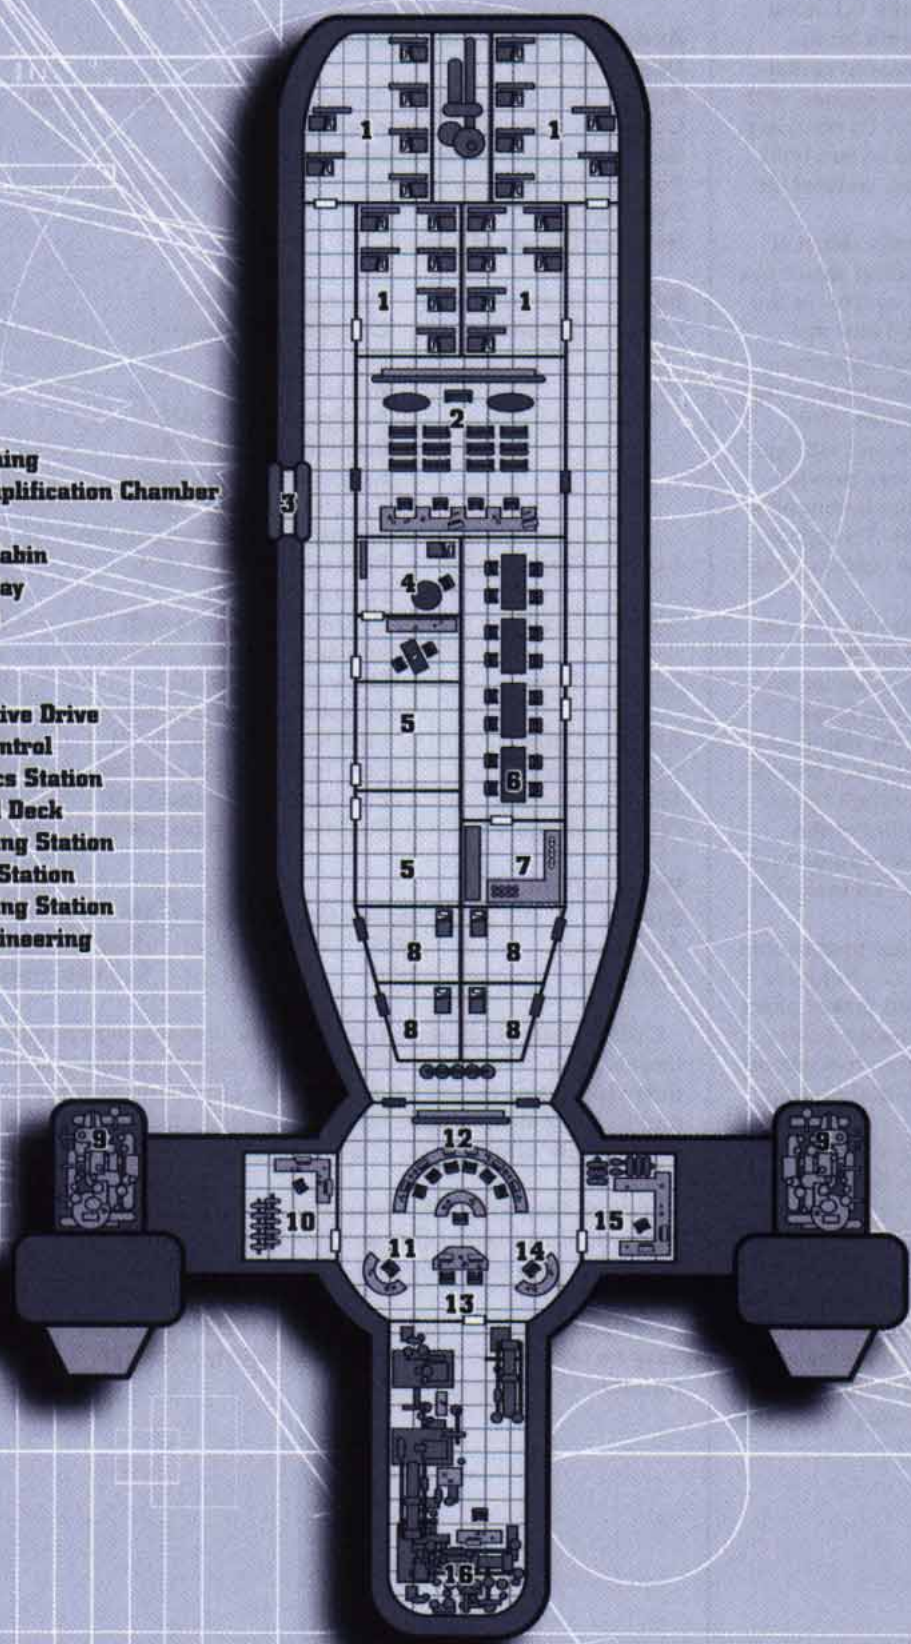 1
1
1
1
2
ning
plification Chamber
3
abin
4
ay
5
ive Drive
ntrol
6
cs Station
Deck
ng Station
5
7
Station
ng Station
ineering
8
8
8
8
9
9
12
10
15
11
14
13
16